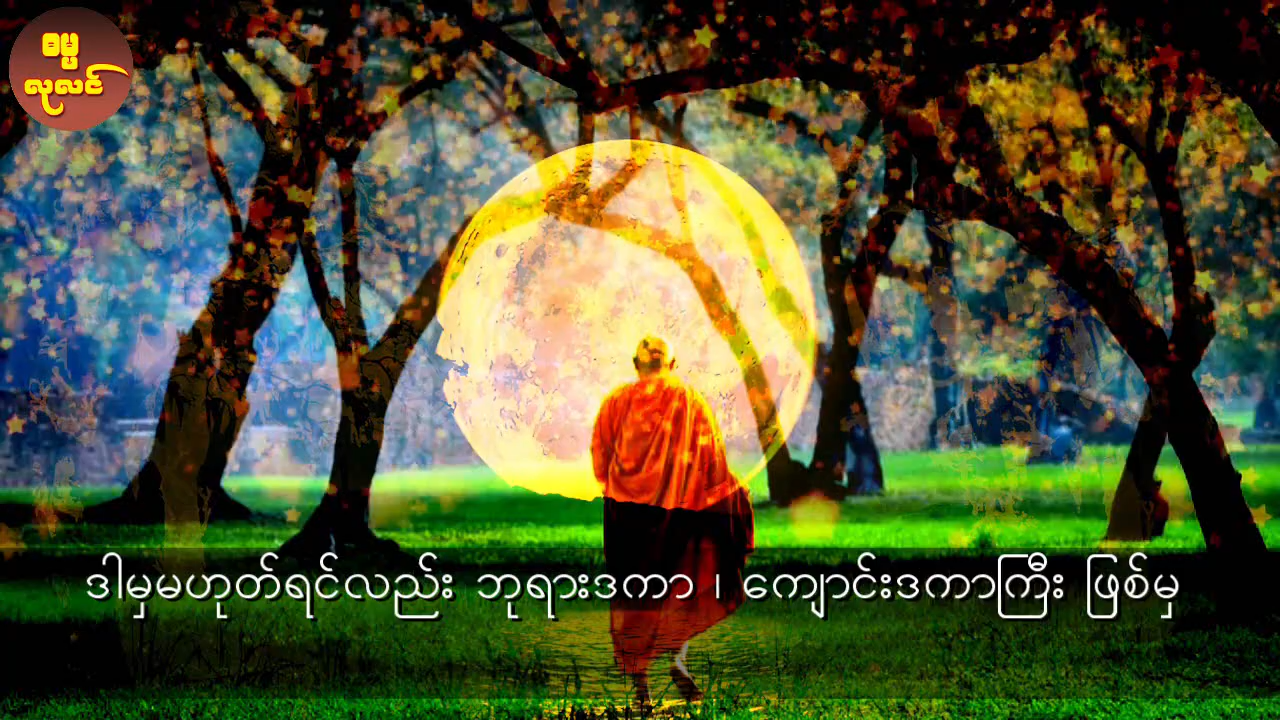 ဓမ္မ
လုလင်
ဒါမှမဟုတ်ရင်လည်း ဘုရားဒကာ ၊ ကျောင်းဒကာကြီး ဖြစ်မှ